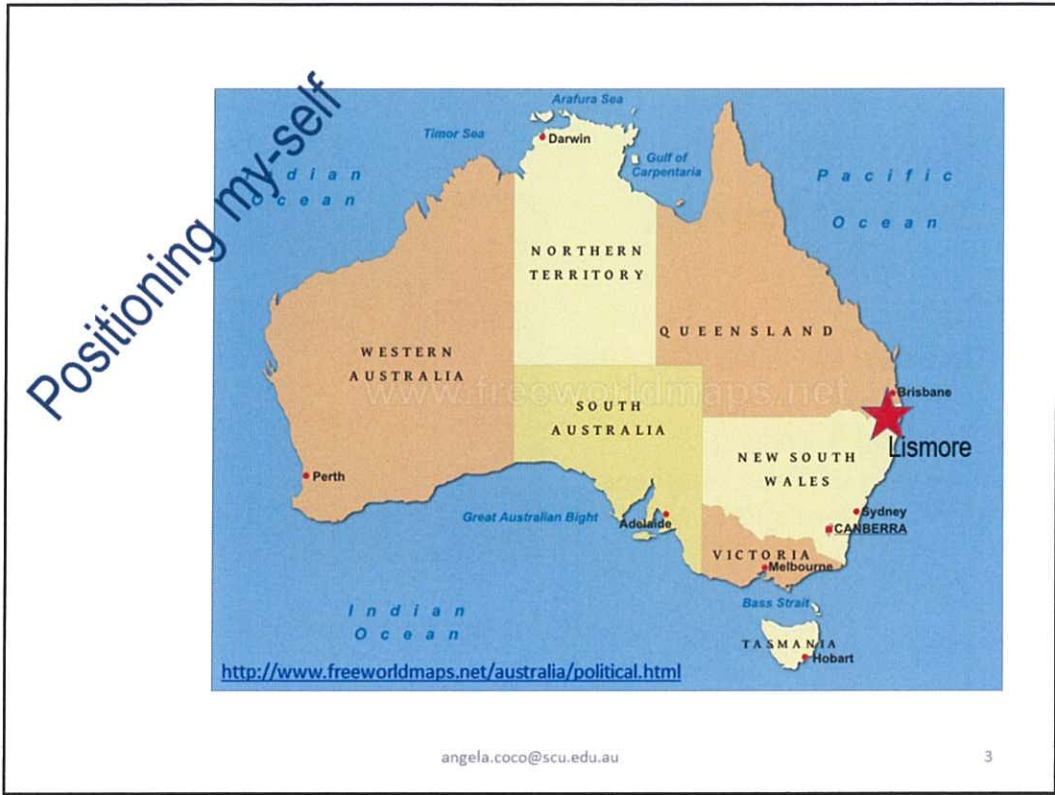 Positioning my-self
Arafura Sea
Timor Sea
Darwin
Gulf of
Carpentaria
Indian
Ocean
Pacific
Ocean
NORTHERN
TERRITORY
QUEENSLAND
WESTERN
AUSTRALIA
www.freeworldmaps.net
Brisbane
SOUTH
AUSTRALIA
Lismore
NEW SOUTH
WALES
Perth
Sydney
Great Australian Bight
Adelaide
CANBERRA
VICTORIA
Melbourne
Bass Strait
Indian
Ocean
TASMANIA
Hobart
http://www.freeworldmaps.net/australia/political.html
angela.coco@scu.edu.au
3